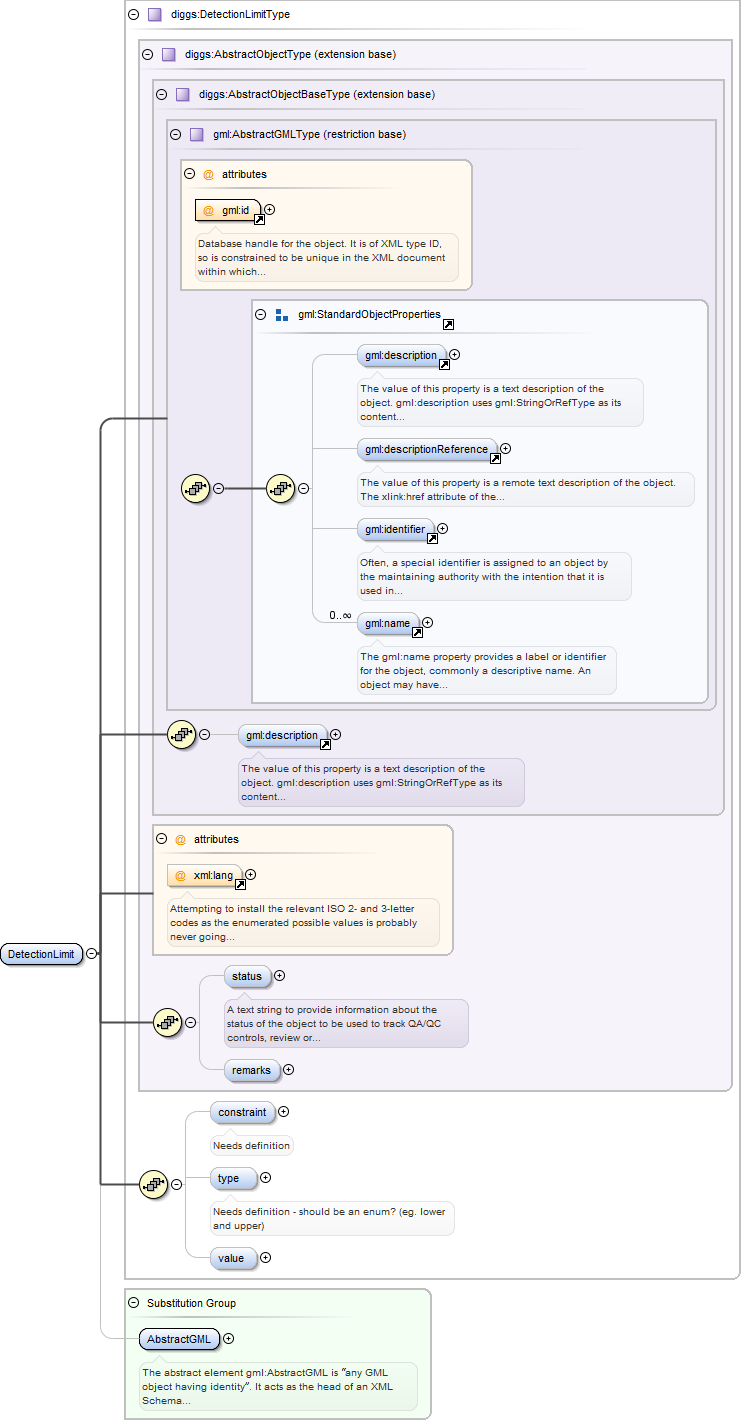 diggs:DetectionLimitType
diggs:AbstractObjectType (extension base)
diggs:AbstractObjectBaseType (extension base)
gml:AbstractGMLType (restriction base)
@ attributes
@ gml:id
Database handle for the object. It is of XML type ID,
so is constrained to be unique in the XML document
within which...
gml:StandardObjectProperties
gml:description
The value of this property is a text description of the
object. gml:description uses gml:StringOrRefType as its
content...
gml:descriptionReference
The value of this property is a remote text description of the object.
The xlink:href attribute of the...
gml:identifier
Often, a special identifier is assigned to an object by
the maintaining authority with the intention that it is
used in...
0..∞
gml:name
The gml:name property provides a label or identifier
for the object, commonly a descriptive name. An
object may have...
gml:description
The value of this property is a text description of the
object. gml:description uses gml:StringOrRefType as its
content...
@ attributes
@ xml:lang
Attempting to install the relevant ISO 2- and 3-letter
codes as the enumerated possible values is probably
never going...
DetectionLimit
status
A text string to provide information about the
status of the object to be used to track QA/QC
controls, review or...
remarks
constraint
Needs definition
type
Needs definition - should be an enum? (eg. lower
and upper)
value
Substitution Group
AbstractGML
The abstract element gml:AbstractGML is "any GML
object having identity". It acts as the head of an XML
Schema...